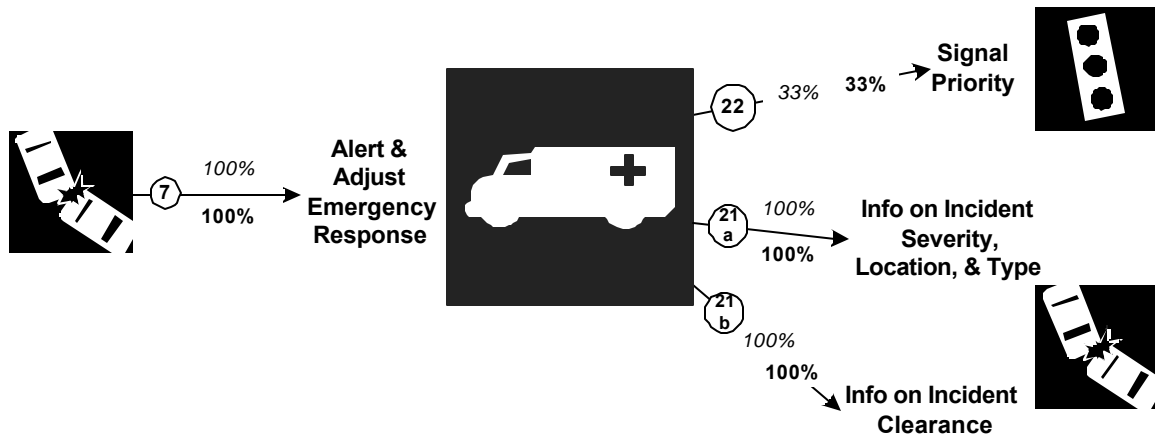 7
100%
100%
Alert &
Adjust
Emergency
Response
22
33%
33%
Signal
Priority
21
a
100%
100%
Info on Incident
Severity,
Location, & Type
21
b
100%
100%
Info on Incident
Clearance